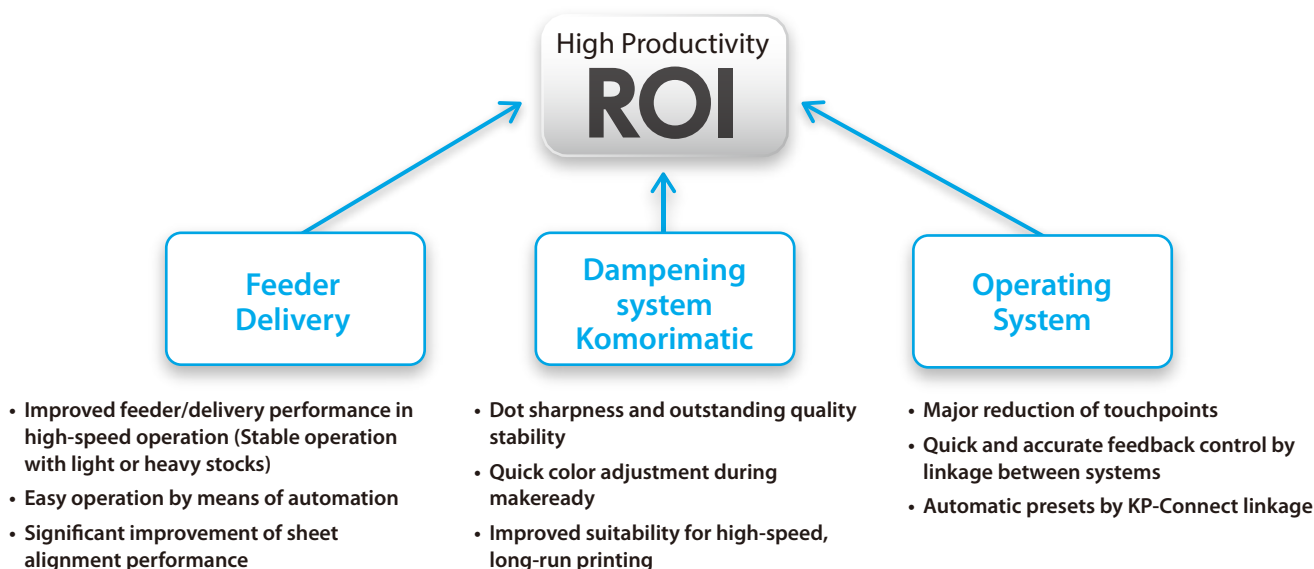 High Productivity
ROI
Feeder
Delivery
Dampening
system
Komorimatic
Operating
System
• Improved feeder/delivery performance in
high-speed operation (Stable operation
with light or heavy stocks)
• Easy operation by means of automation
• Significant improvement of sheet
alignment performance
• Dot sharpness and outstanding quality
stability
• Quick color adjustment during
makeready
• Improved suitability for high-speed,
long-run printing
• Major reduction of touchpoints
• Quick and accurate feedback control by
linkage between systems
• Automatic presets by KP-Connect linkage